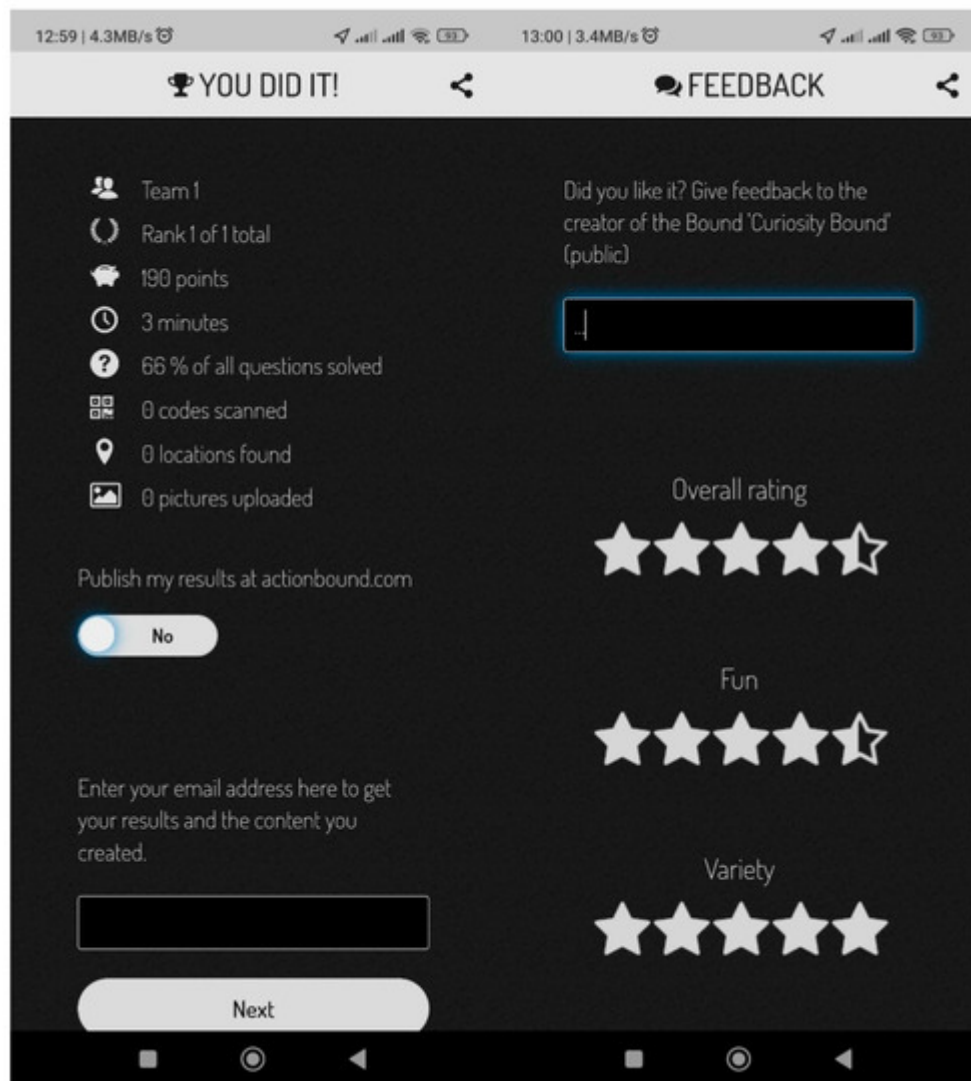 12:59 | 4.3MB/s
93
YOU DID IT!
Team 1
Rank 1 of 1 total
190 points
3 minutes
66 % of all questions solved
0 codes scanned
0 locations found
0 pictures uploaded
Publish my results at actionbound.com
No
Enter your email address here to get
your results and the content you
created.
Next
13:00 | 3.4MB/s
93
FEEDBACK
Did you like it? Give feedback to the
creator of the Bound 'Curiosity Bound'
(public)
...
Overall rating
Fun
Variety